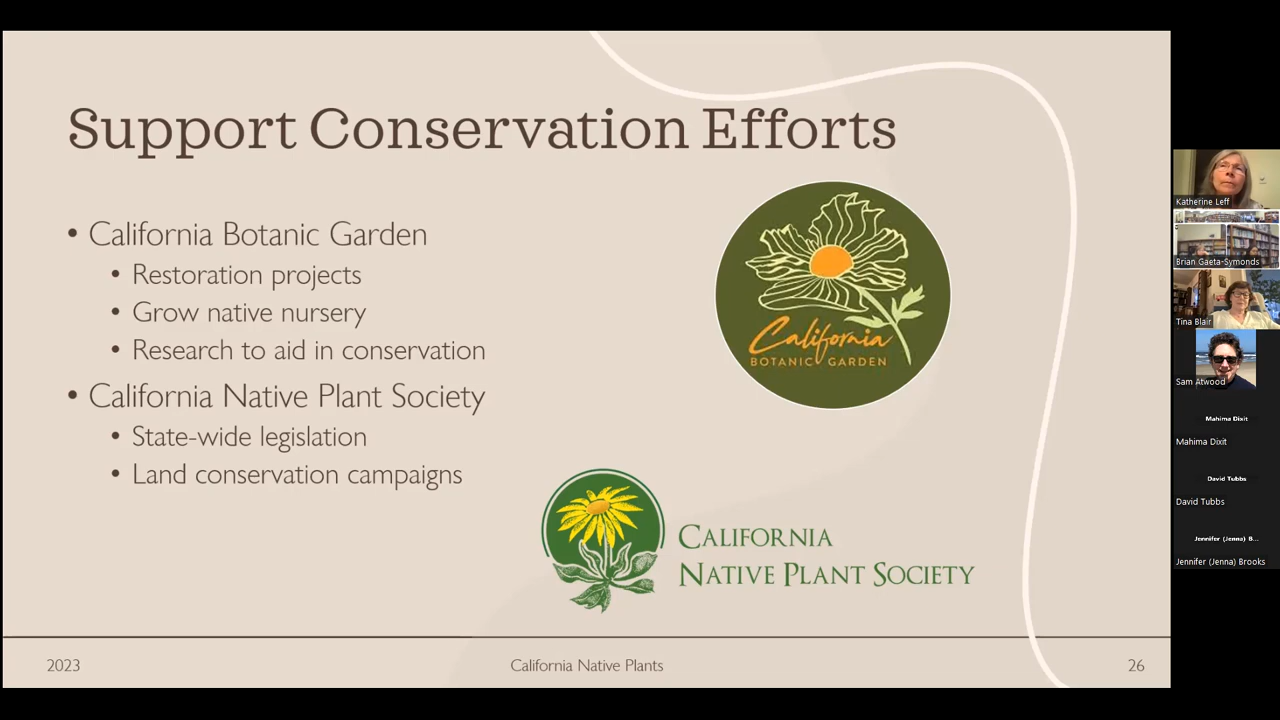 Support Conservation Efforts
• California Botanic Garden
• Restoration projects
• Grow native nursery
• Research to aid in conservation
• California Native Plant Society
• State-wide legislation
• Land conservation campaigns
California
BOTANIC GARDEN
CALIFORNIA
NATIVE PLANT SOCIETY
2023
California Native Plants
26
Katherine Leff
Brian Gaeta-Symonds
Tina Blair
Sam Atwood
Mahima Dixit
Mahima Dixit
David Tubbs
David Tubbs
Jennifer (Jenna) B...
Jennifer (Jenna) Brooks